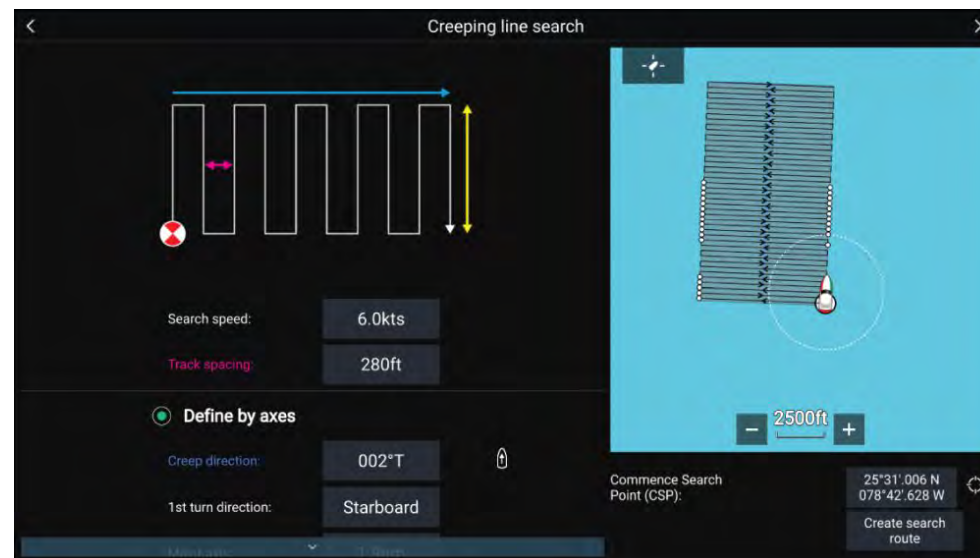 Creeping line search
Search speed:
6.0kts
Track spacing:
280ft
Define by axes
Creep direction:
002°T
1st turn direction:
Starboard
2500ft
Commence Search
Point (CSP):
25°31'.006 N
078°42'.628 W
Create search
route